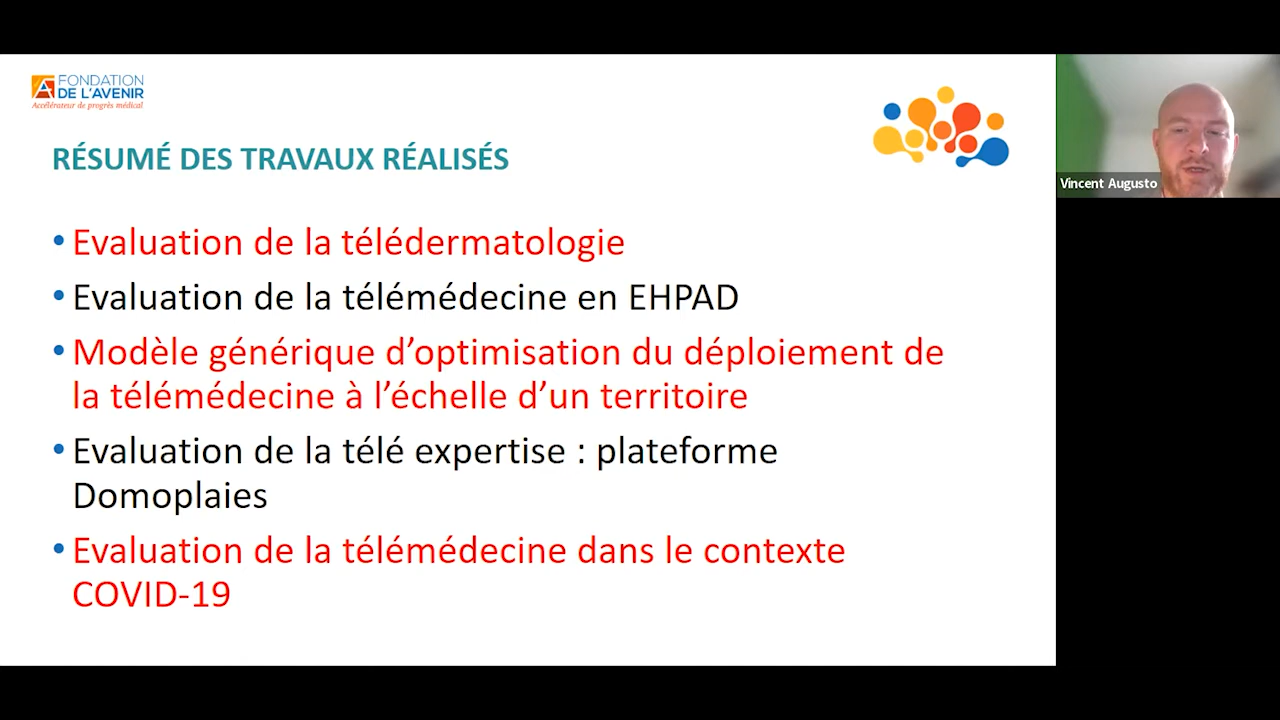 FONDATION
DE L'AVENIR
Accélérateur de progrès médical
RÉSUMÉ DES TRAVAUX RÉALISÉS
• Evaluation de la télédermatologie
• Evaluation de la télémédecine en EHPAD
• Modèle générique d’optimisation du déploiement de
la télémédecine à l’échelle d’un territoire
• Evaluation de la télé expertise : plateforme
Domoplaies
• Evaluation de la télémédecine dans le contexte
COVID-19
Vincent Augusto